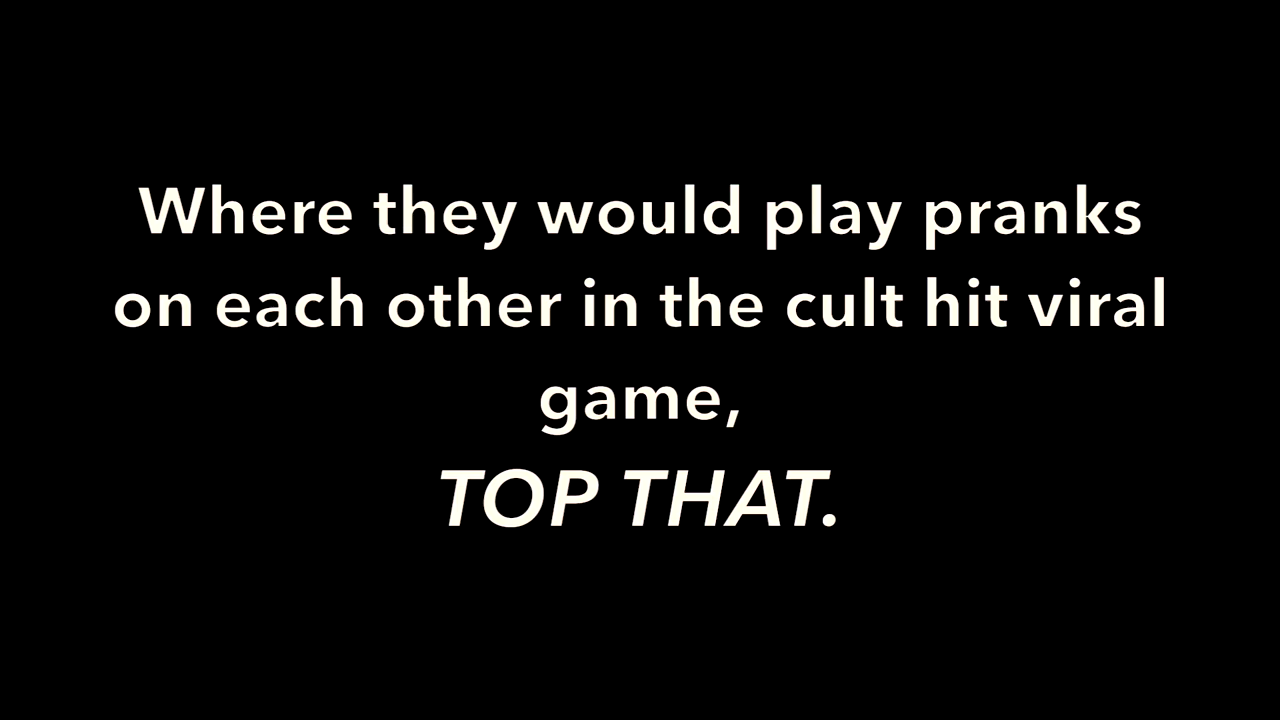 Where they would play pranks
on each other in the cult hit viral
game,
TOP THAT.